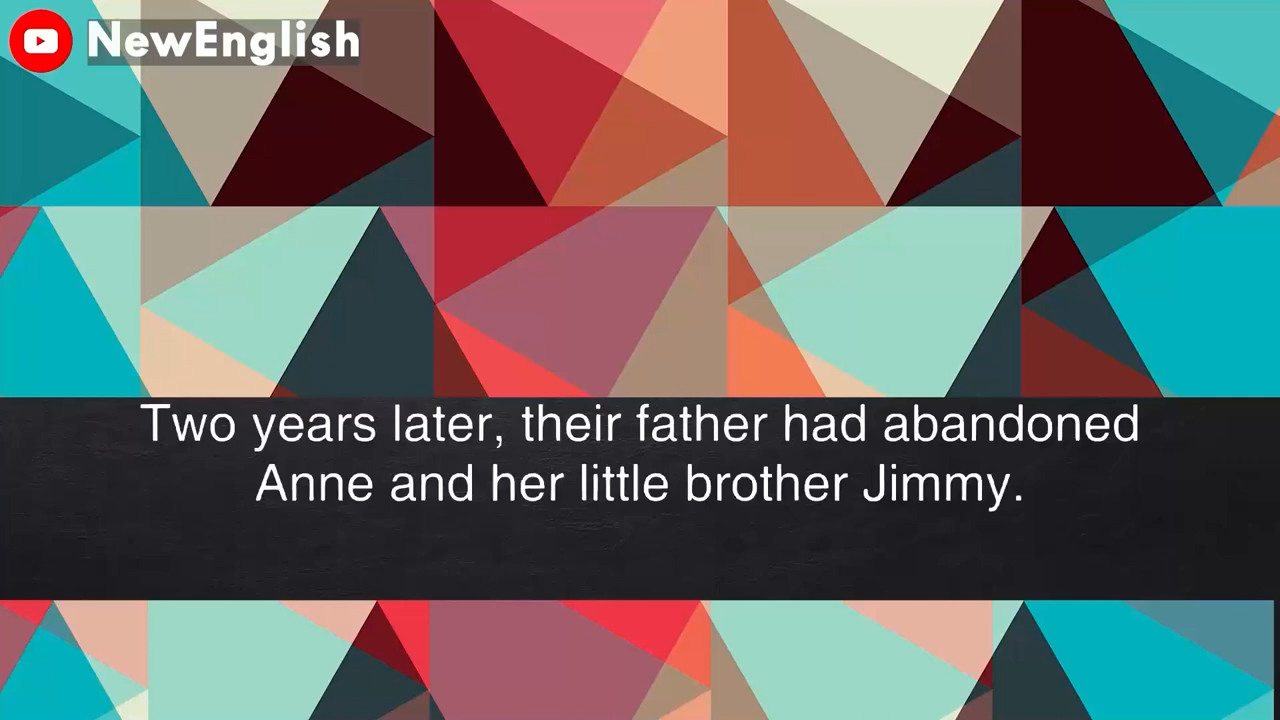 NewEnglish
Two years later, their father had abandoned
Anne and her little brother Jimmy.